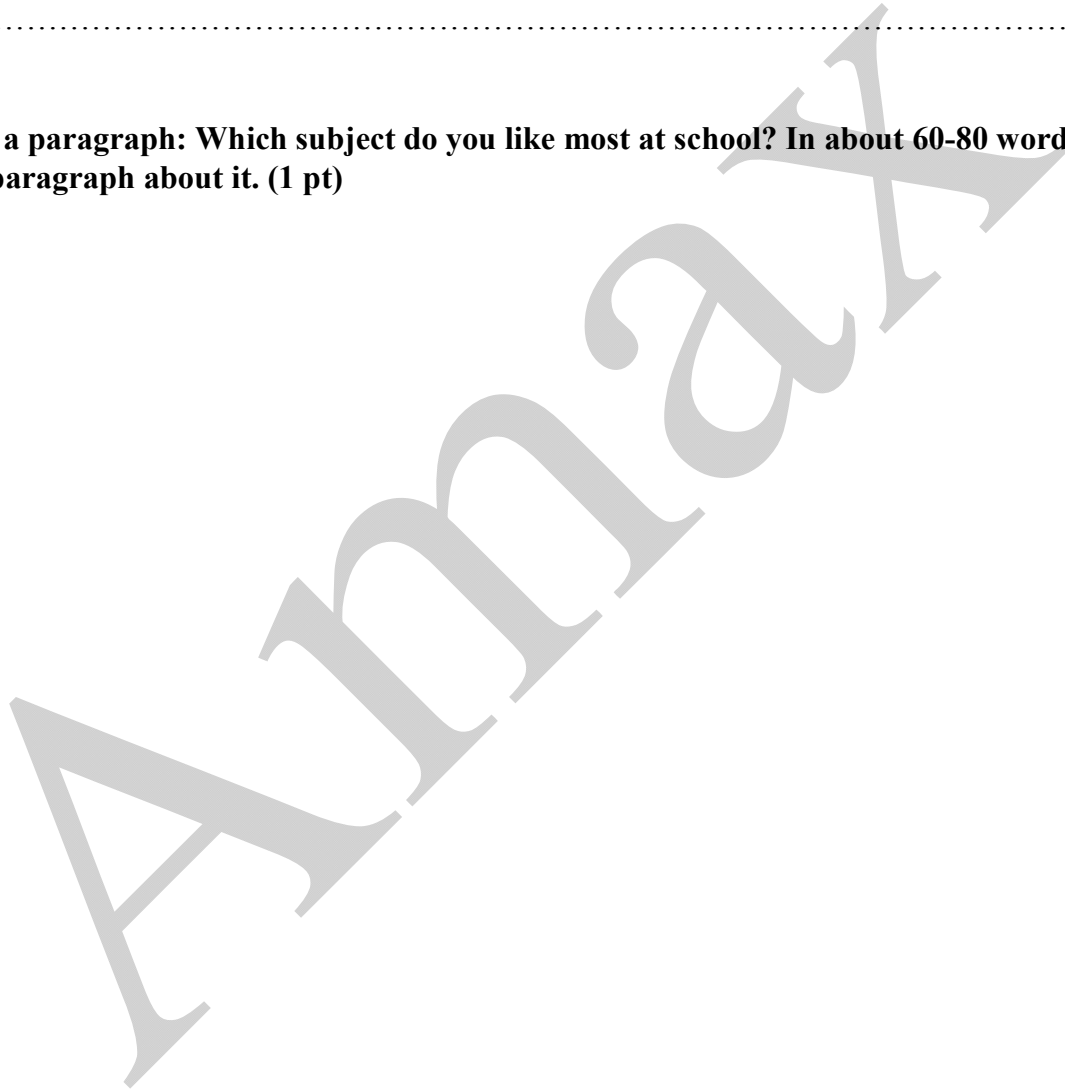 a paragraph: Which subject do you like most at school? In about 60-80 word
paragraph about it. (1 pt)
Amax